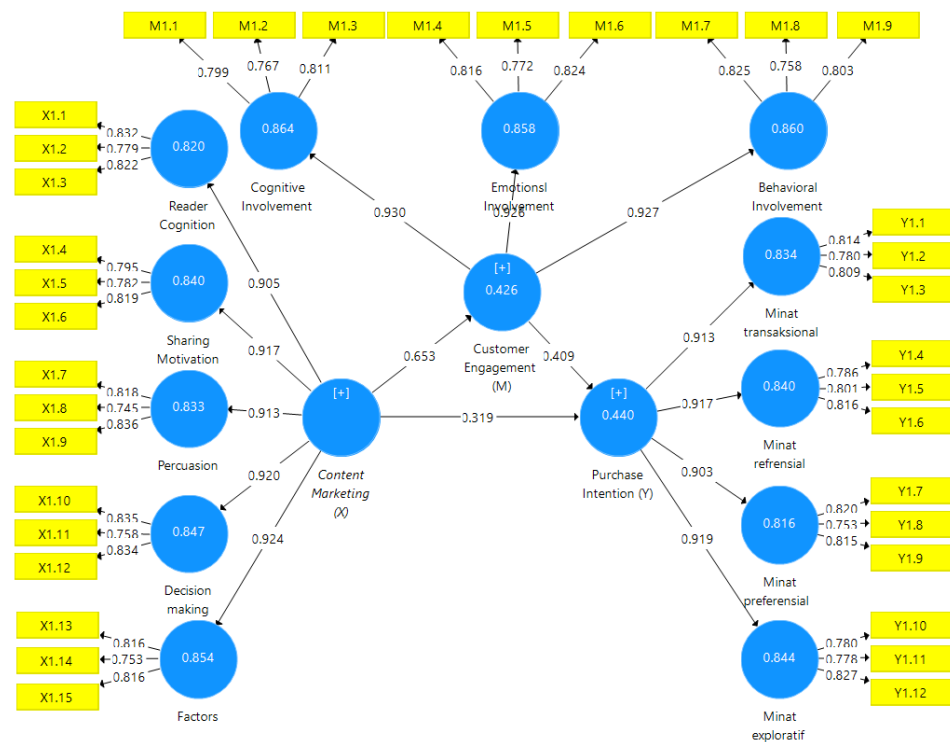 M1.1
M1.2
M1.3
M1.4
M1.5
M1.6
M1.7
M1.8
M1.9
0.799
0.767
0.811
0.816
0.772
0.824
0.825
0.758
0.803
X1.1
X1.2
X1.3
0.832
0.779
0.822
0.820
Reader
Cognition
0.864
Cognitive
Involvement
0.858
Emotionsl
Involvement
0.860
Behavioral
Involvement
0.930
0.926
0.927
0.905
X1.4
X1.5
X1.6
0.795
0.782
0.819
0.840
Sharing
Motivation
0.917
[+]
0.426
Customer
Engagement
(M)
0.653
0.409
Y1.1
Y1.2
Y1.3
0.814
0.780
0.809
0.834
Minat
transaksional
0.913
X1.7
X1.8
X1.9
0.818
0.745
0.836
0.833
Percuasion
0.913
[+]
Content
Marketing
(X)
0.319
[+]
0.440
Purchase
Intention (Y)
0.917
Y1.4
Y1.5
Y1.6
0.786
0.801
0.816
0.840
Minat
refrensial
X1.10
X1.11
X1.12
0.835
0.758
0.834
0.847
Decision
making
0.920
0.924
0.903
0.919
Y1.7
Y1.8
Y1.9
0.820
0.753
0.815
0.816
Minat
preferensial
X1.13
X1.14
X1.15
0.816
0.753
0.816
0.854
Factors
Y1.10
Y1.11
Y1.12
0.780
0.778
0.827
0.844
Minat
exploratif